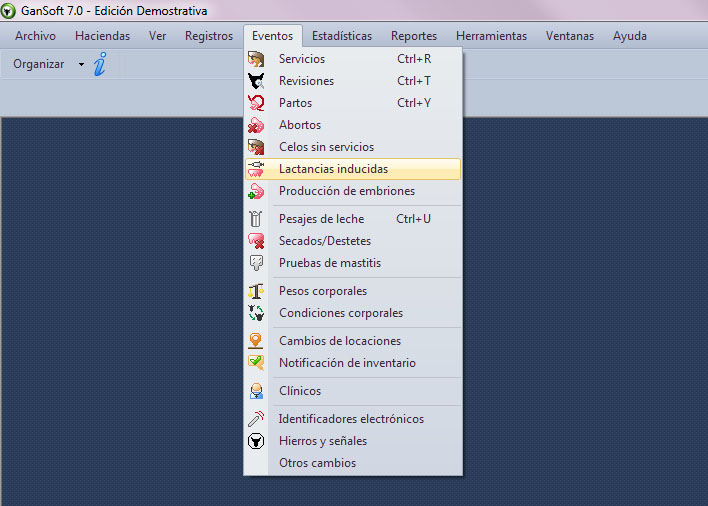 GanSoft 7.0 - Edición Demostrativa
Archivo Haciendas Ver Registros Eventos Estadísticas Reportes Herramientas Ventanas Ayuda
Organizar
Servicios Ctrl+R
Revisiones Ctrl+T
Partos Ctrl+Y
Abortos
Celos sin servicios
Lactancias inducidas
Producción de embriones
Pesajes de leche Ctrl+U
Secados/Destetes
Pruebas de mastitis
Pesos corporales
Condiciones corporales
Cambios de locaciones
Notificación de inventario
Clínicos
Identificadores electrónicos
Hierros y señales
Otros cambios